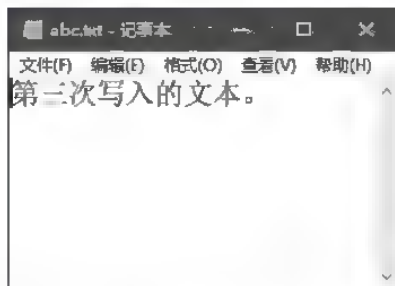 abc.txt - 记事本
文件(F) 编辑(E) 格式(O) 查看(V) 帮助(H)
第三次写入的文本。